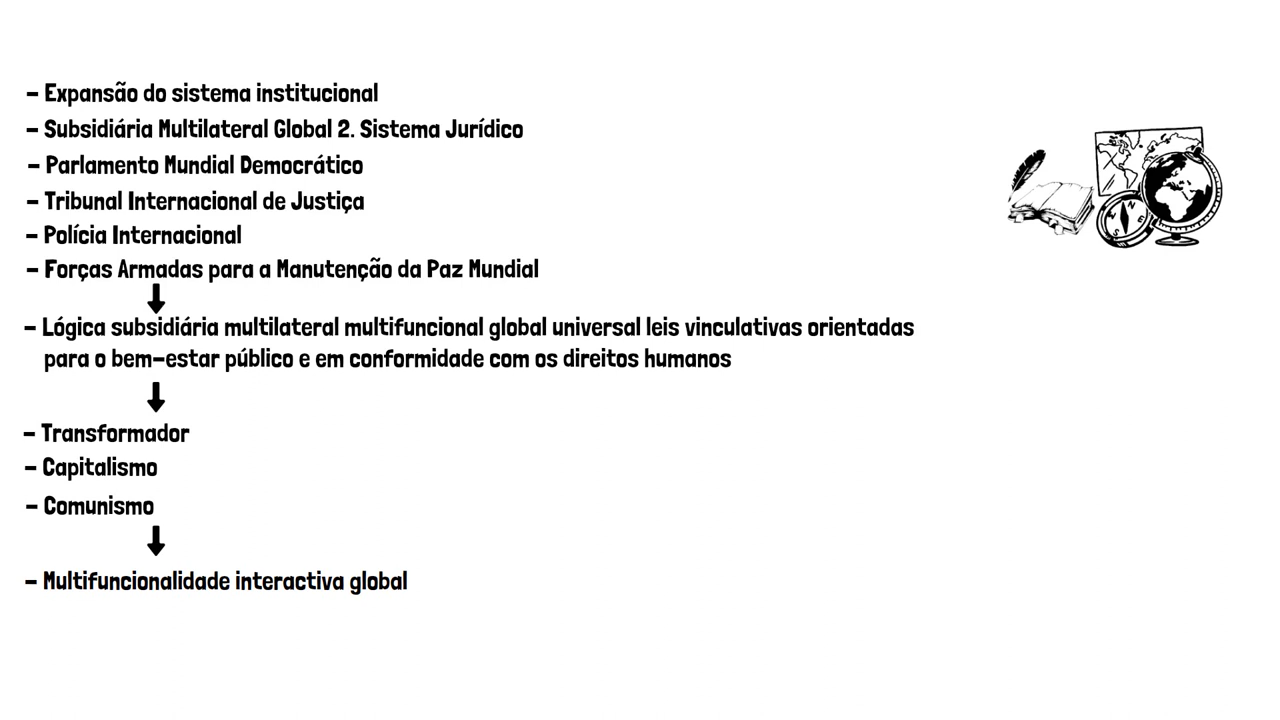 – Expansão do sistema institucional
– Subsidiária Multilateral Global 2. Sistema Jurídico
– Parlamento Mundial Democrático
– Tribunal Internacional de Justiça
– Polícia Internacional
– Forças Armadas para a Manutenção da Paz Mundial
– Lógica subsidiária multilateral multifuncional global universal leis vinculativas orientadas
para o bem-estar público e em conformidade com os direitos humanos
– Transformador
– Capitalismo
– Comunismo
– Multifuncionalidade interactiva global
N
E
S